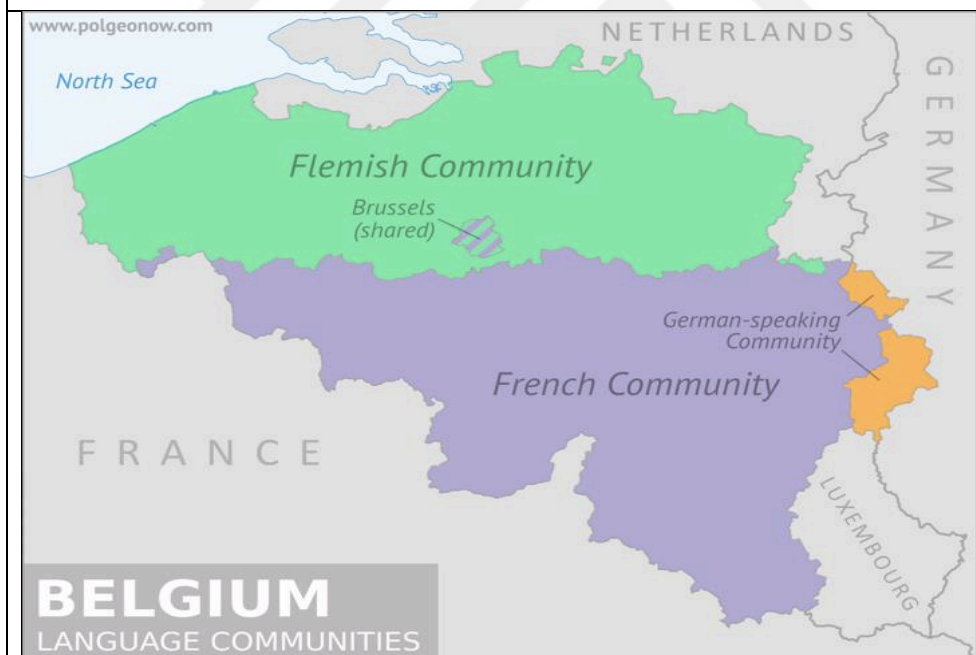 www.polgeonow.com
NETHERLANDS
North Sea
GERMANY
Flemish Community
Brussels
(shared)
German-speaking
Community
French Community
FRANCE
LUXEMBOURG
BELGIUM
LANGUAGE COMMUNITIES